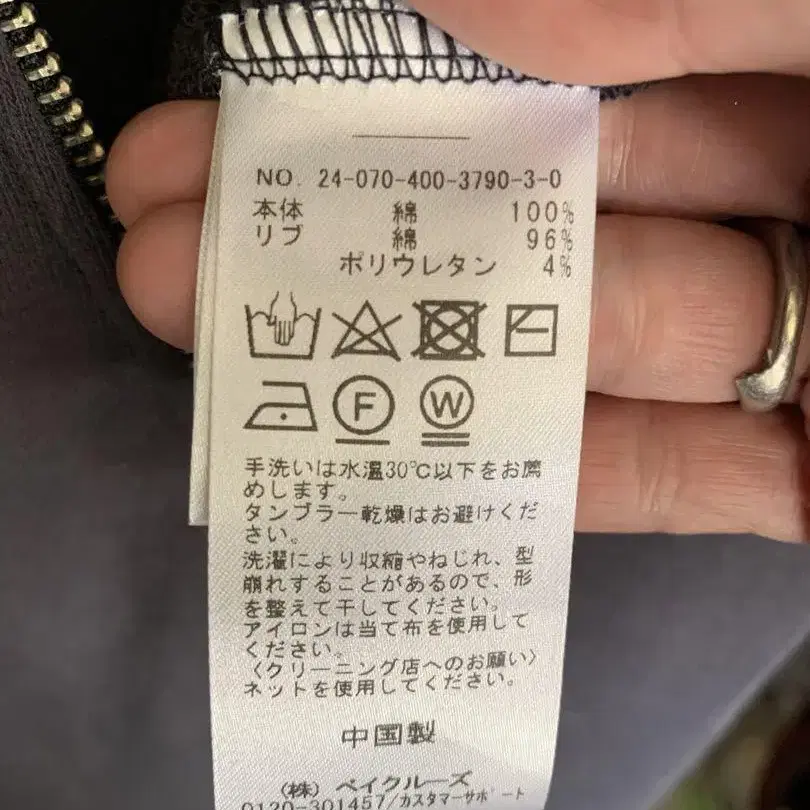 NO. 24-070-400-3790-3-0
本体 綿 100%
リブ 綿 96%
ポリウレタン 4%
F W
手洗いは水温30℃以下をお薦
めします。
タンブラー乾燥はお避けくだ
さい。
洗濯により収縮やねじれ、型
崩れすることがあるので、形
を整えて干してください。
アイロンは当て布を使用して
ください。
〈クリーニング店へのお願い〉
ネットを使用してください。
中国製
(株) ベイクルーズ
0120-301457/カスタマーサポート